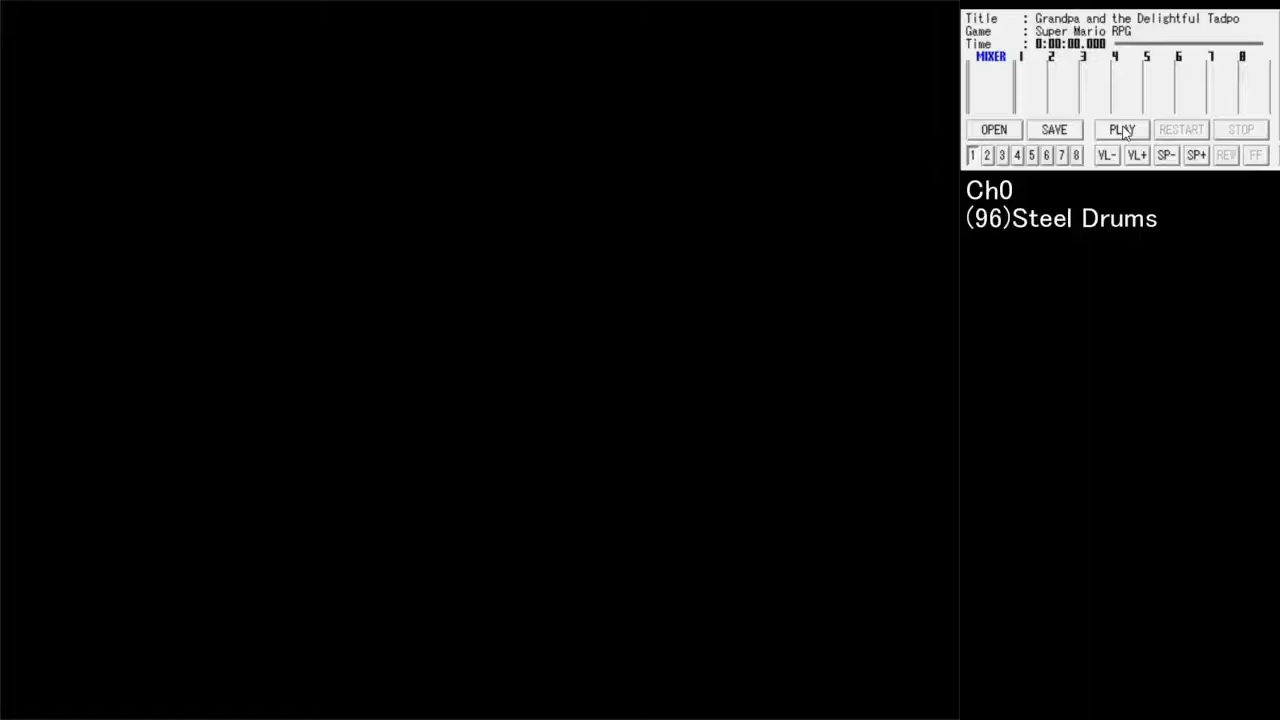 Title : Grandpa and the Delightful Tadpo
Game : Super Mario RPG
Time : 0:00:00.000
MIXER 1 2 3 4 5 6 7 8
OPEN SAVE PLAY RESTART STOP
1 2 3 4 5 6 7 8 VL- VL+ SP- SP+ REW FF
Ch0
(96)Steel Drums